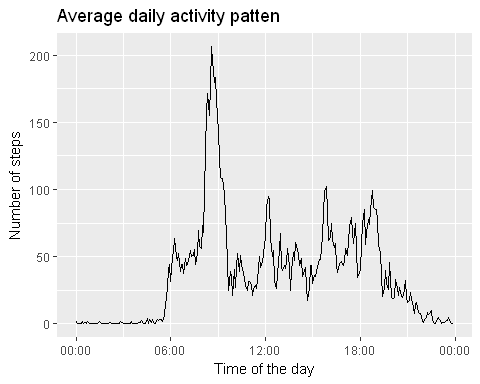 Average daily activity patten
Number of steps
200
150
100
50
0
00:00 06:00 12:00 18:00 00:00
Time of the day